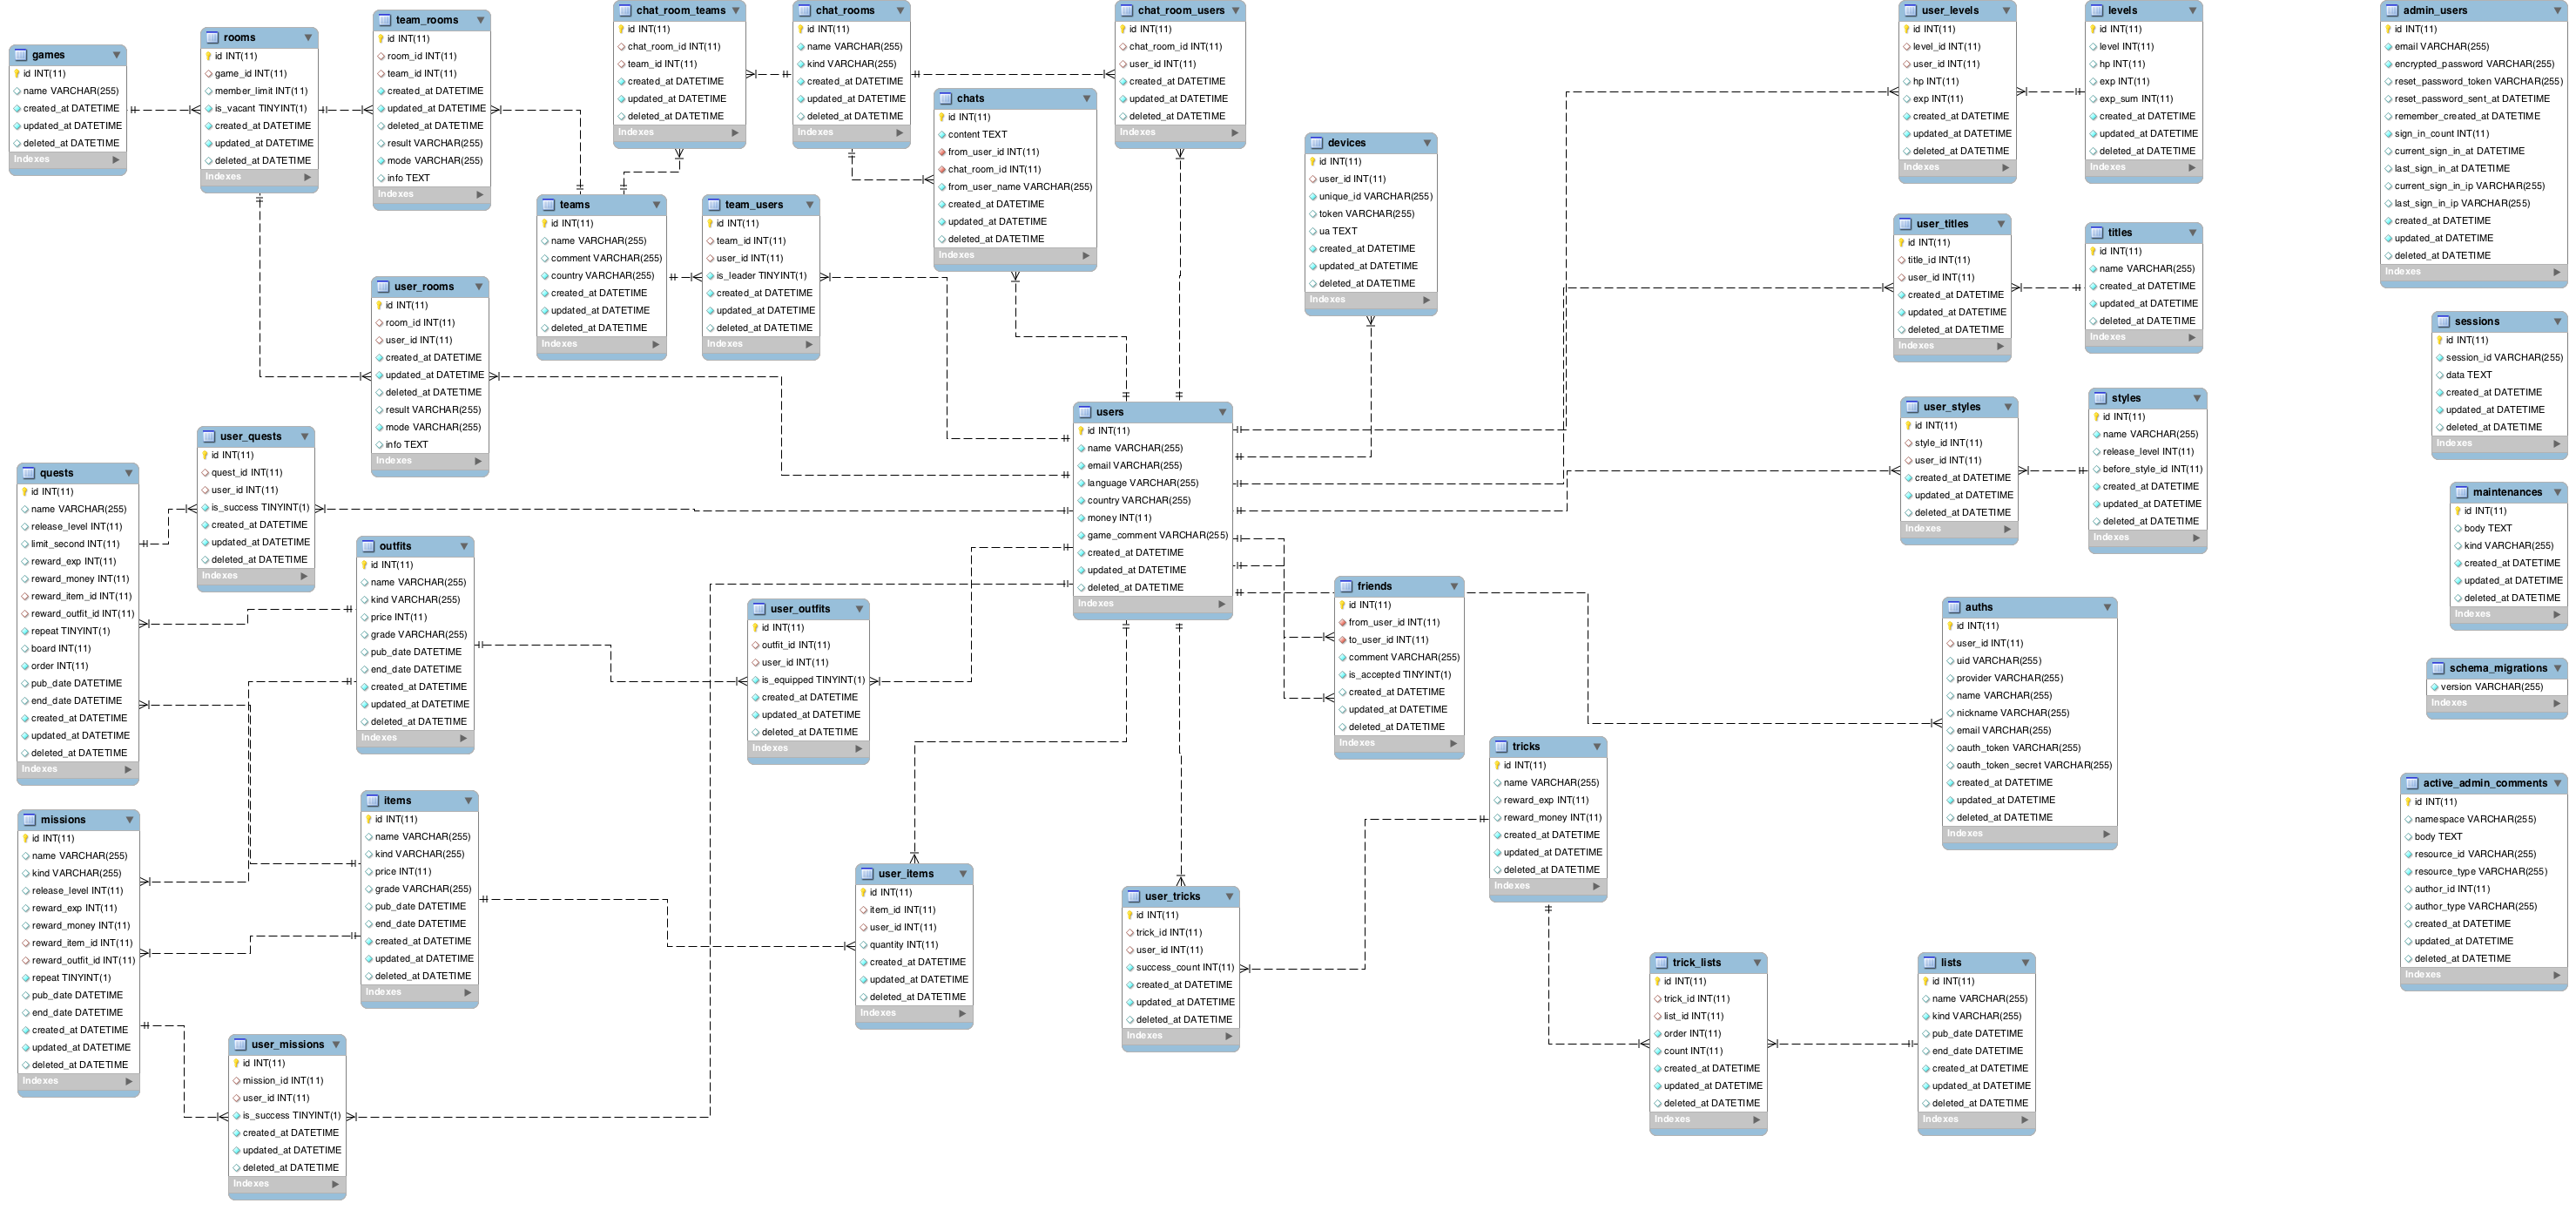 games
id INT(11)
name VARCHAR(255)
created_at DATETIME
updated_at DATETIME
deleted_at DATETIME
Indexes
rooms
id INT(11)
game_id INT(11)
member_limit INT(11)
is_vacant TINYINT(1)
created_at DATETIME
updated_at DATETIME
deleted_at DATETIME
Indexes
team_rooms
id INT(11)
room_id INT(11)
team_id INT(11)
created_at DATETIME
updated_at DATETIME
deleted_at DATETIME
result VARCHAR(255)
mode VARCHAR(255)
info TEXT
Indexes
chat_room_teams
id INT(11)
chat_room_id INT(11)
team_id INT(11)
created_at DATETIME
updated_at DATETIME
deleted_at DATETIME
Indexes
chat_rooms
id INT(11)
name VARCHAR(255)
kind VARCHAR(255)
created_at DATETIME
updated_at DATETIME
deleted_at DATETIME
Indexes
chat_room_users
id INT(11)
chat_room_id INT(11)
user_id INT(11)
created_at DATETIME
updated_at DATETIME
deleted_at DATETIME
Indexes
chats
id INT(11)
content TEXT
from_user_id INT(11)
chat_room_id INT(11)
from_user_name VARCHAR(255)
created_at DATETIME
updated_at DATETIME
deleted_at DATETIME
Indexes
devices
id INT(11)
user_id INT(11)
unique_id VARCHAR(255)
token VARCHAR(255)
ua TEXT
created_at DATETIME
updated_at DATETIME
deleted_at DATETIME
Indexes
user_levels
id INT(11)
level_id INT(11)
user_id INT(11)
hp INT(11)
exp INT(11)
created_at DATETIME
updated_at DATETIME
deleted_at DATETIME
Indexes
levels
id INT(11)
level INT(11)
hp INT(11)
exp INT(11)
exp_sum INT(11)
created_at DATETIME
updated_at DATETIME
deleted_at DATETIME
Indexes
admin_users
id INT(11)
email VARCHAR(255)
encrypted_password VARCHAR(255)
reset_password_token VARCHAR(255)
reset_password_sent_at DATETIME
remember_created_at DATETIME
sign_in_count INT(11)
current_sign_in_at DATETIME
last_sign_in_at DATETIME
current_sign_in_ip VARCHAR(255)
last_sign_in_ip VARCHAR(255)
created_at DATETIME
updated_at DATETIME
deleted_at DATETIME
Indexes
teams
id INT(11)
name VARCHAR(255)
comment VARCHAR(255)
country VARCHAR(255)
created_at DATETIME
updated_at DATETIME
deleted_at DATETIME
Indexes
team_users
id INT(11)
team_id INT(11)
user_id INT(11)
is_leader TINYINT(1)
created_at DATETIME
updated_at DATETIME
deleted_at DATETIME
Indexes
user_titles
id INT(11)
title_id INT(11)
user_id INT(11)
created_at DATETIME
updated_at DATETIME
deleted_at DATETIME
Indexes
titles
id INT(11)
name VARCHAR(255)
created_at DATETIME
updated_at DATETIME
deleted_at DATETIME
Indexes
user_rooms
id INT(11)
room_id INT(11)
user_id INT(11)
created_at DATETIME
updated_at DATETIME
deleted_at DATETIME
result VARCHAR(255)
mode VARCHAR(255)
info TEXT
Indexes
sessions
id INT(11)
session_id VARCHAR(255)
data TEXT
created_at DATETIME
updated_at DATETIME
deleted_at DATETIME
Indexes
users
id INT(11)
name VARCHAR(255)
email VARCHAR(255)
language VARCHAR(255)
country VARCHAR(255)
money INT(11)
game_comment VARCHAR(255)
created_at DATETIME
updated_at DATETIME
deleted_at DATETIME
Indexes
user_styles
id INT(11)
style_id INT(11)
user_id INT(11)
created_at DATETIME
updated_at DATETIME
deleted_at DATETIME
Indexes
styles
id INT(11)
name VARCHAR(255)
release_level INT(11)
before_style_id INT(11)
created_at DATETIME
updated_at DATETIME
deleted_at DATETIME
Indexes
user_quests
id INT(11)
quest_id INT(11)
user_id INT(11)
is_success TINYINT(1)
created_at DATETIME
updated_at DATETIME
deleted_at DATETIME
Indexes
quests
id INT(11)
name VARCHAR(255)
release_level INT(11)
limit_second INT(11)
reward_exp INT(11)
reward_money INT(11)
reward_item_id INT(11)
reward_outfit_id INT(11)
repeat TINYINT(1)
board INT(11)
order INT(11)
pub_date DATETIME
end_date DATETIME
created_at DATETIME
updated_at DATETIME
deleted_at DATETIME
Indexes
maintenances
id INT(11)
body TEXT
kind VARCHAR(255)
created_at DATETIME
updated_at DATETIME
deleted_at DATETIME
Indexes
outfits
id INT(11)
name VARCHAR(255)
kind VARCHAR(255)
price INT(11)
grade VARCHAR(255)
pub_date DATETIME
end_date DATETIME
created_at DATETIME
updated_at DATETIME
deleted_at DATETIME
Indexes
user_outfits
id INT(11)
outfit_id INT(11)
user_id INT(11)
is_equipped TINYINT(1)
created_at DATETIME
updated_at DATETIME
deleted_at DATETIME
Indexes
friends
id INT(11)
from_user_id INT(11)
to_user_id INT(11)
comment VARCHAR(255)
is_accepted TINYINT(1)
created_at DATETIME
updated_at DATETIME
deleted_at DATETIME
Indexes
auths
id INT(11)
user_id INT(11)
uid VARCHAR(255)
provider VARCHAR(255)
name VARCHAR(255)
nickname VARCHAR(255)
email VARCHAR(255)
oauth_token VARCHAR(255)
oauth_token_secret VARCHAR(255)
created_at DATETIME
updated_at DATETIME
deleted_at DATETIME
Indexes
schema_migrations
version VARCHAR(255)
Indexes
tricks
id INT(11)
name VARCHAR(255)
reward_exp INT(11)
reward_money INT(11)
created_at DATETIME
updated_at DATETIME
deleted_at DATETIME
Indexes
active_admin_comments
id INT(11)
namespace VARCHAR(255)
body TEXT
resource_id VARCHAR(255)
resource_type VARCHAR(255)
author_id INT(11)
author_type VARCHAR(255)
created_at DATETIME
updated_at DATETIME
deleted_at DATETIME
Indexes
missions
id INT(11)
name VARCHAR(255)
kind VARCHAR(255)
release_level INT(11)
reward_exp INT(11)
reward_money INT(11)
reward_item_id INT(11)
reward_outfit_id INT(11)
repeat TINYINT(1)
pub_date DATETIME
end_date DATETIME
created_at DATETIME
updated_at DATETIME
deleted_at DATETIME
Indexes
items
id INT(11)
name VARCHAR(255)
kind VARCHAR(255)
price INT(11)
grade VARCHAR(255)
pub_date DATETIME
end_date DATETIME
created_at DATETIME
updated_at DATETIME
deleted_at DATETIME
Indexes
user_items
id INT(11)
item_id INT(11)
user_id INT(11)
quantity INT(11)
created_at DATETIME
updated_at DATETIME
deleted_at DATETIME
Indexes
user_tricks
id INT(11)
trick_id INT(11)
user_id INT(11)
success_count INT(11)
created_at DATETIME
updated_at DATETIME
deleted_at DATETIME
Indexes
trick_lists
id INT(11)
trick_id INT(11)
list_id INT(11)
order INT(11)
count INT(11)
created_at DATETIME
updated_at DATETIME
deleted_at DATETIME
Indexes
lists
id INT(11)
name VARCHAR(255)
kind VARCHAR(255)
pub_date DATETIME
end_date DATETIME
created_at DATETIME
updated_at DATETIME
deleted_at DATETIME
Indexes
user_missions
id INT(11)
mission_id INT(11)
user_id INT(11)
is_success TINYINT(1)
created_at DATETIME
updated_at DATETIME
deleted_at DATETIME
Indexes